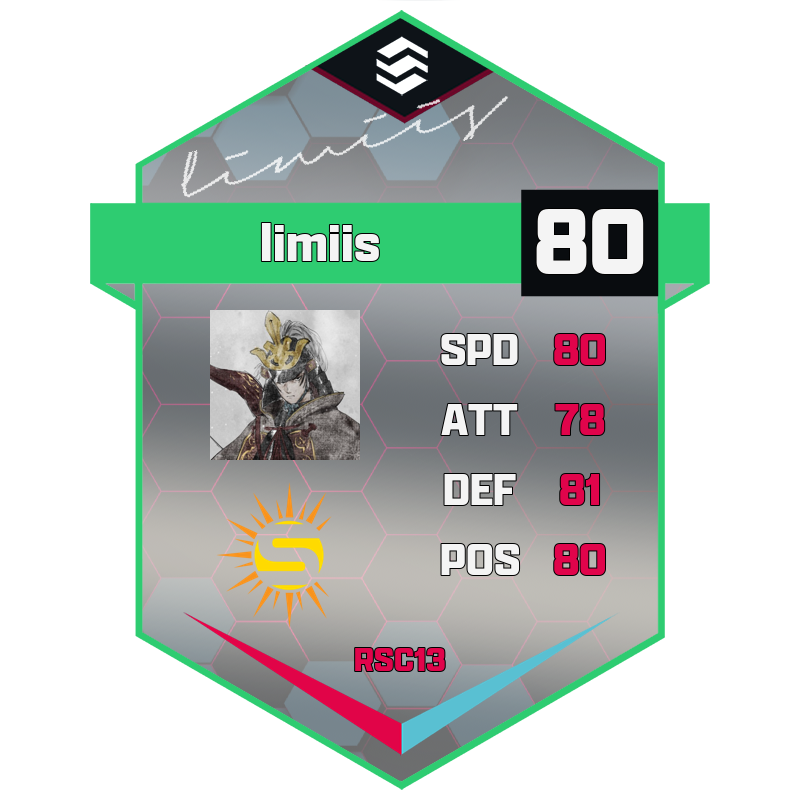 limiis
limiis
80
SPD 80
ATT 78
DEF 81
POS 80
RSC13